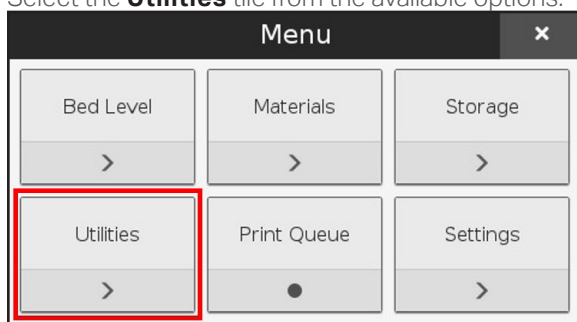 Select the Utilities tile from the available options.
Menu ×
Bed Level Materials Storage
> > >
Utilities Print Queue Settings
> ● >